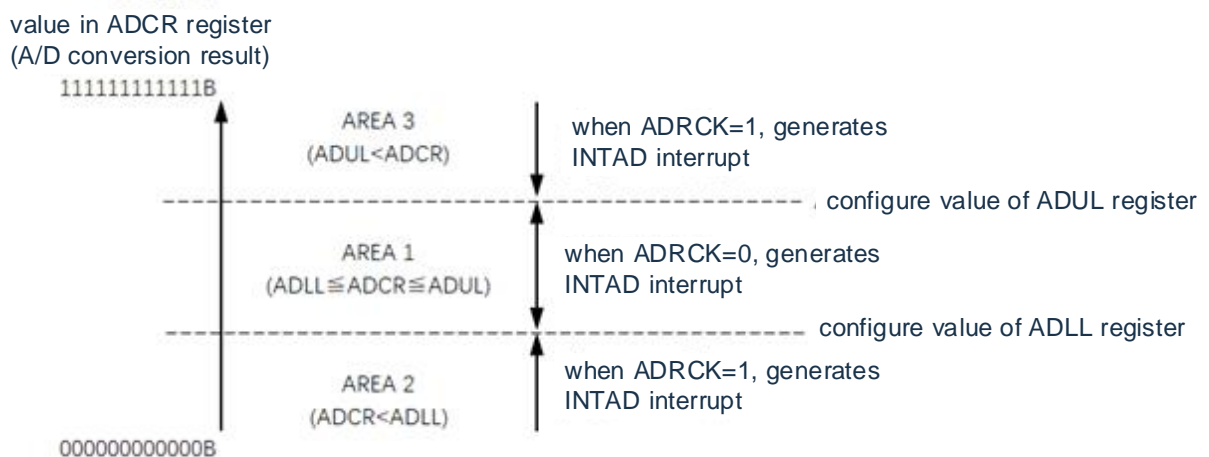 value in ADCR register
(A/D conversion result)
111111111111B
AREA 3
(ADUL<ADCR)
when ADRCK=1, generates
INTAD interrupt
configure value of ADUL register
AREA 1
(ADLL≦ADCR≦ADUL)
when ADRCK=0, generates
INTAD interrupt
configure value of ADLL register
AREA 2
(ADCR<ADLL)
when ADRCK=1, generates
INTAD interrupt
000000000000B